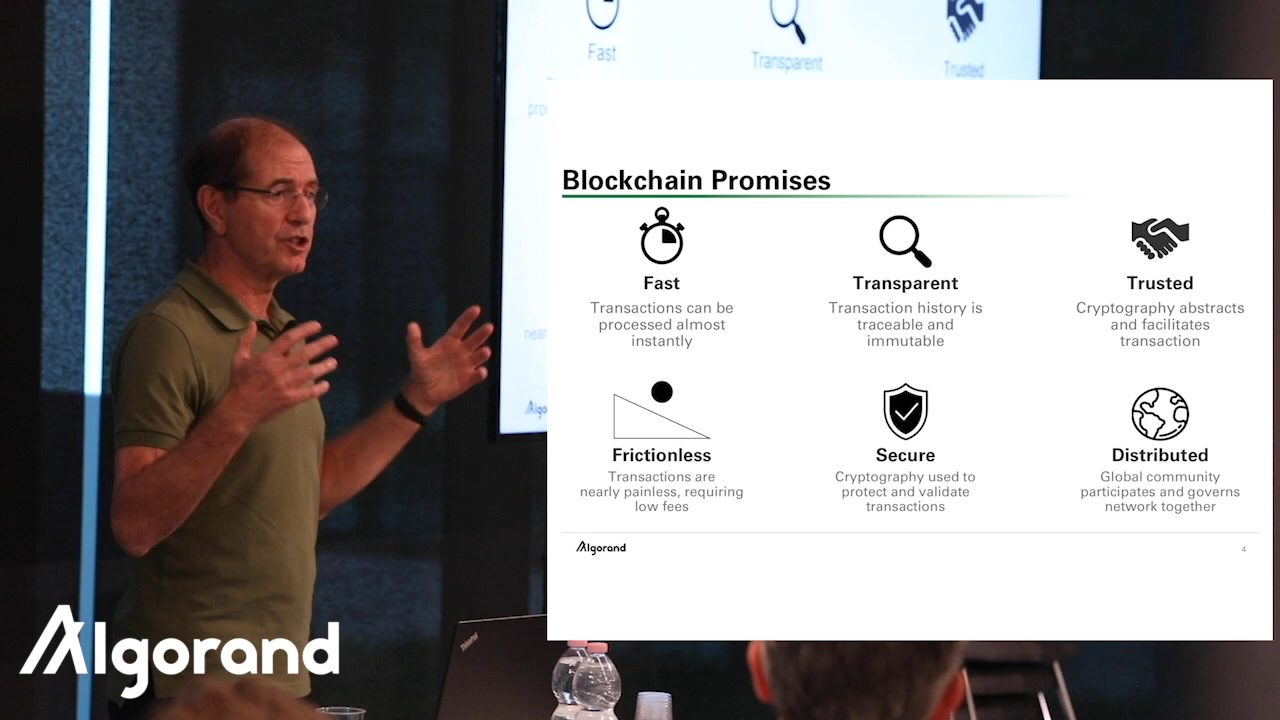 Fast
Transparent
Trusted
Blockchain Promises
Fast
Transactions can be
processed almost
instantly
Transparent
Transaction history is
traceable and
immutable
Trusted
Cryptography abstracts
and facilitates
transaction
Frictionless
Transactions are
nearly painless, requiring
low fees
Secure
Cryptography used to
protect and validate
transactions
Distributed
Global community
participates and governs
network together
Algorand
4
ThinkPad
Algorand